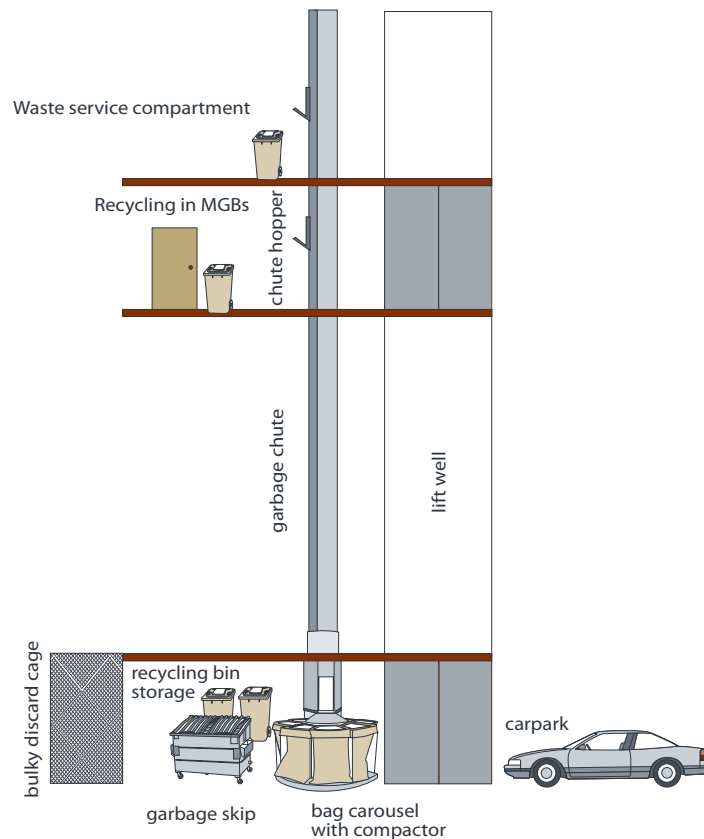 Waste service compartment
Recycling in MGBs
chute hopper
garbage chute
lift well
bulky discard cage
recycling bin
storage
carpark
garbage skip
bag carousel
with compactor